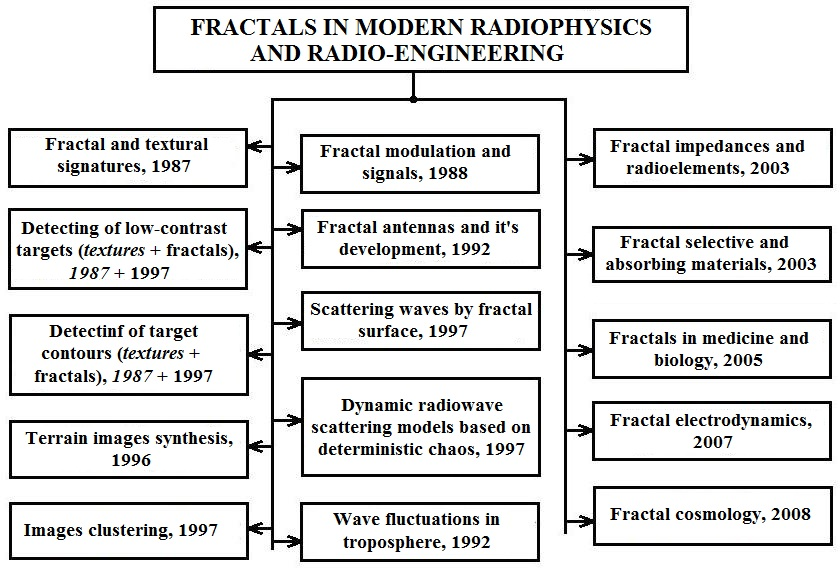 FRACTALS IN MODERN RADIOPHYSICS
AND RADIO-ENGINEERING
Fractal and textural
signatures, 1987
Detecting of low-contrast
targets (textures + fractals),
1987 + 1997
Detectinf of target
contours (textures +
fractals), 1987 + 1997
Terrain images synthesis,
1996
Images clustering, 1997
Fractal modulation and
signals, 1988
Fractal antennas and it's
development, 1992
Scattering waves by fractal
surface, 1997
Dynamic radiowave
scattering models based on
deterministic chaos, 1997
Wave fluctuations in
troposphere, 1992
Fractal impedances and
radioelements, 2003
Fractal selective and
absorbing materials, 2003
Fractals in medicine and
biology, 2005
Fractal electrodynamics,
2007
Fractal cosmology, 2008